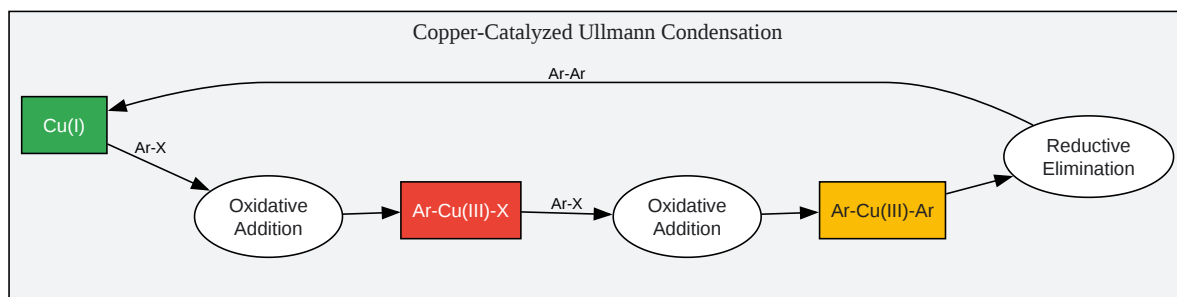 Copper-Catalyzed Ullmann Condensation
Ar-Ar
Cu(I)
Ar-X
Oxidative
Addition
Ar-Cu(III)-X
Ar-X
Oxidative
Addition
Ar-Cu(III)-Ar
Reductive
Elimination